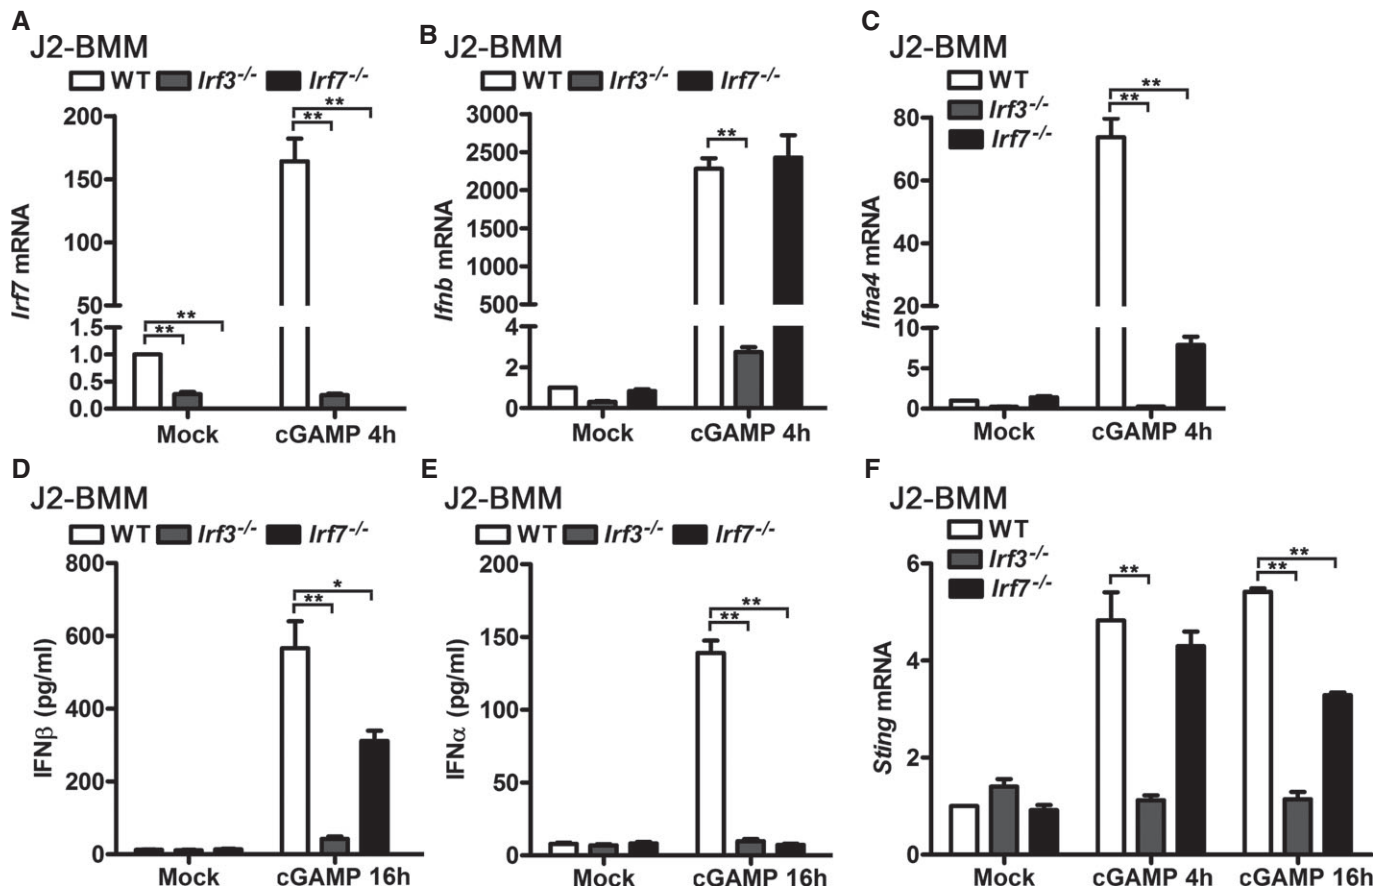 A
J2-BMM
WT Irf3-/- Irf7-/-
Irf7 mRNA
200
150
100
50
1.5
1.0
0.5
0.0
** **
** **
Mock cGAMP 4h
B
J2-BMM
WT Irf3-/- Irf7-/-
Ifnb mRNA
3000
2500
2000
1500
1000
500
4
2
0
**
Mock cGAMP 4h
C
J2-BMM
WT
Irf3-/-
Irf7-/-
Ifna4 mRNA
80
60
40
20
10
5
0
**
**
Mock cGAMP 4h
D
J2-BMM
WT Irf3-/- Irf7-/-
IFNβ (pg/ml)
800
600
400
200
0
*
**
Mock cGAMP 16h
E
J2-BMM
WT Irf3-/- Irf7-/-
IFNα (pg/ml)
200
150
100
50
0
**
**
Mock cGAMP 16h
F
J2-BMM
WT
Irf3-/-
Irf7-/-
Sting mRNA
6
4
2
0
** **
**
Mock cGAMP 4h cGAMP 16h